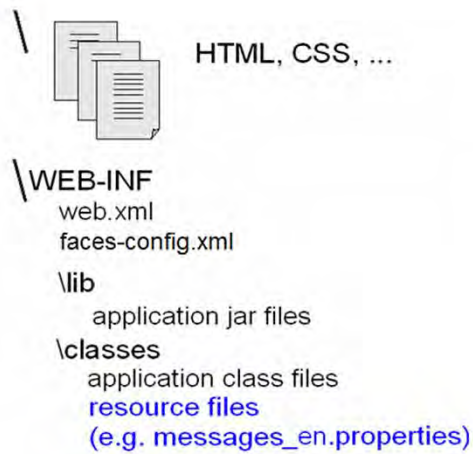 \ HTML, CSS, ...
\WEB-INF
web.xml
faces-config.xml
\lib
application jar files
\classes
application class files
resource files
(e.g. messages_en.properties)